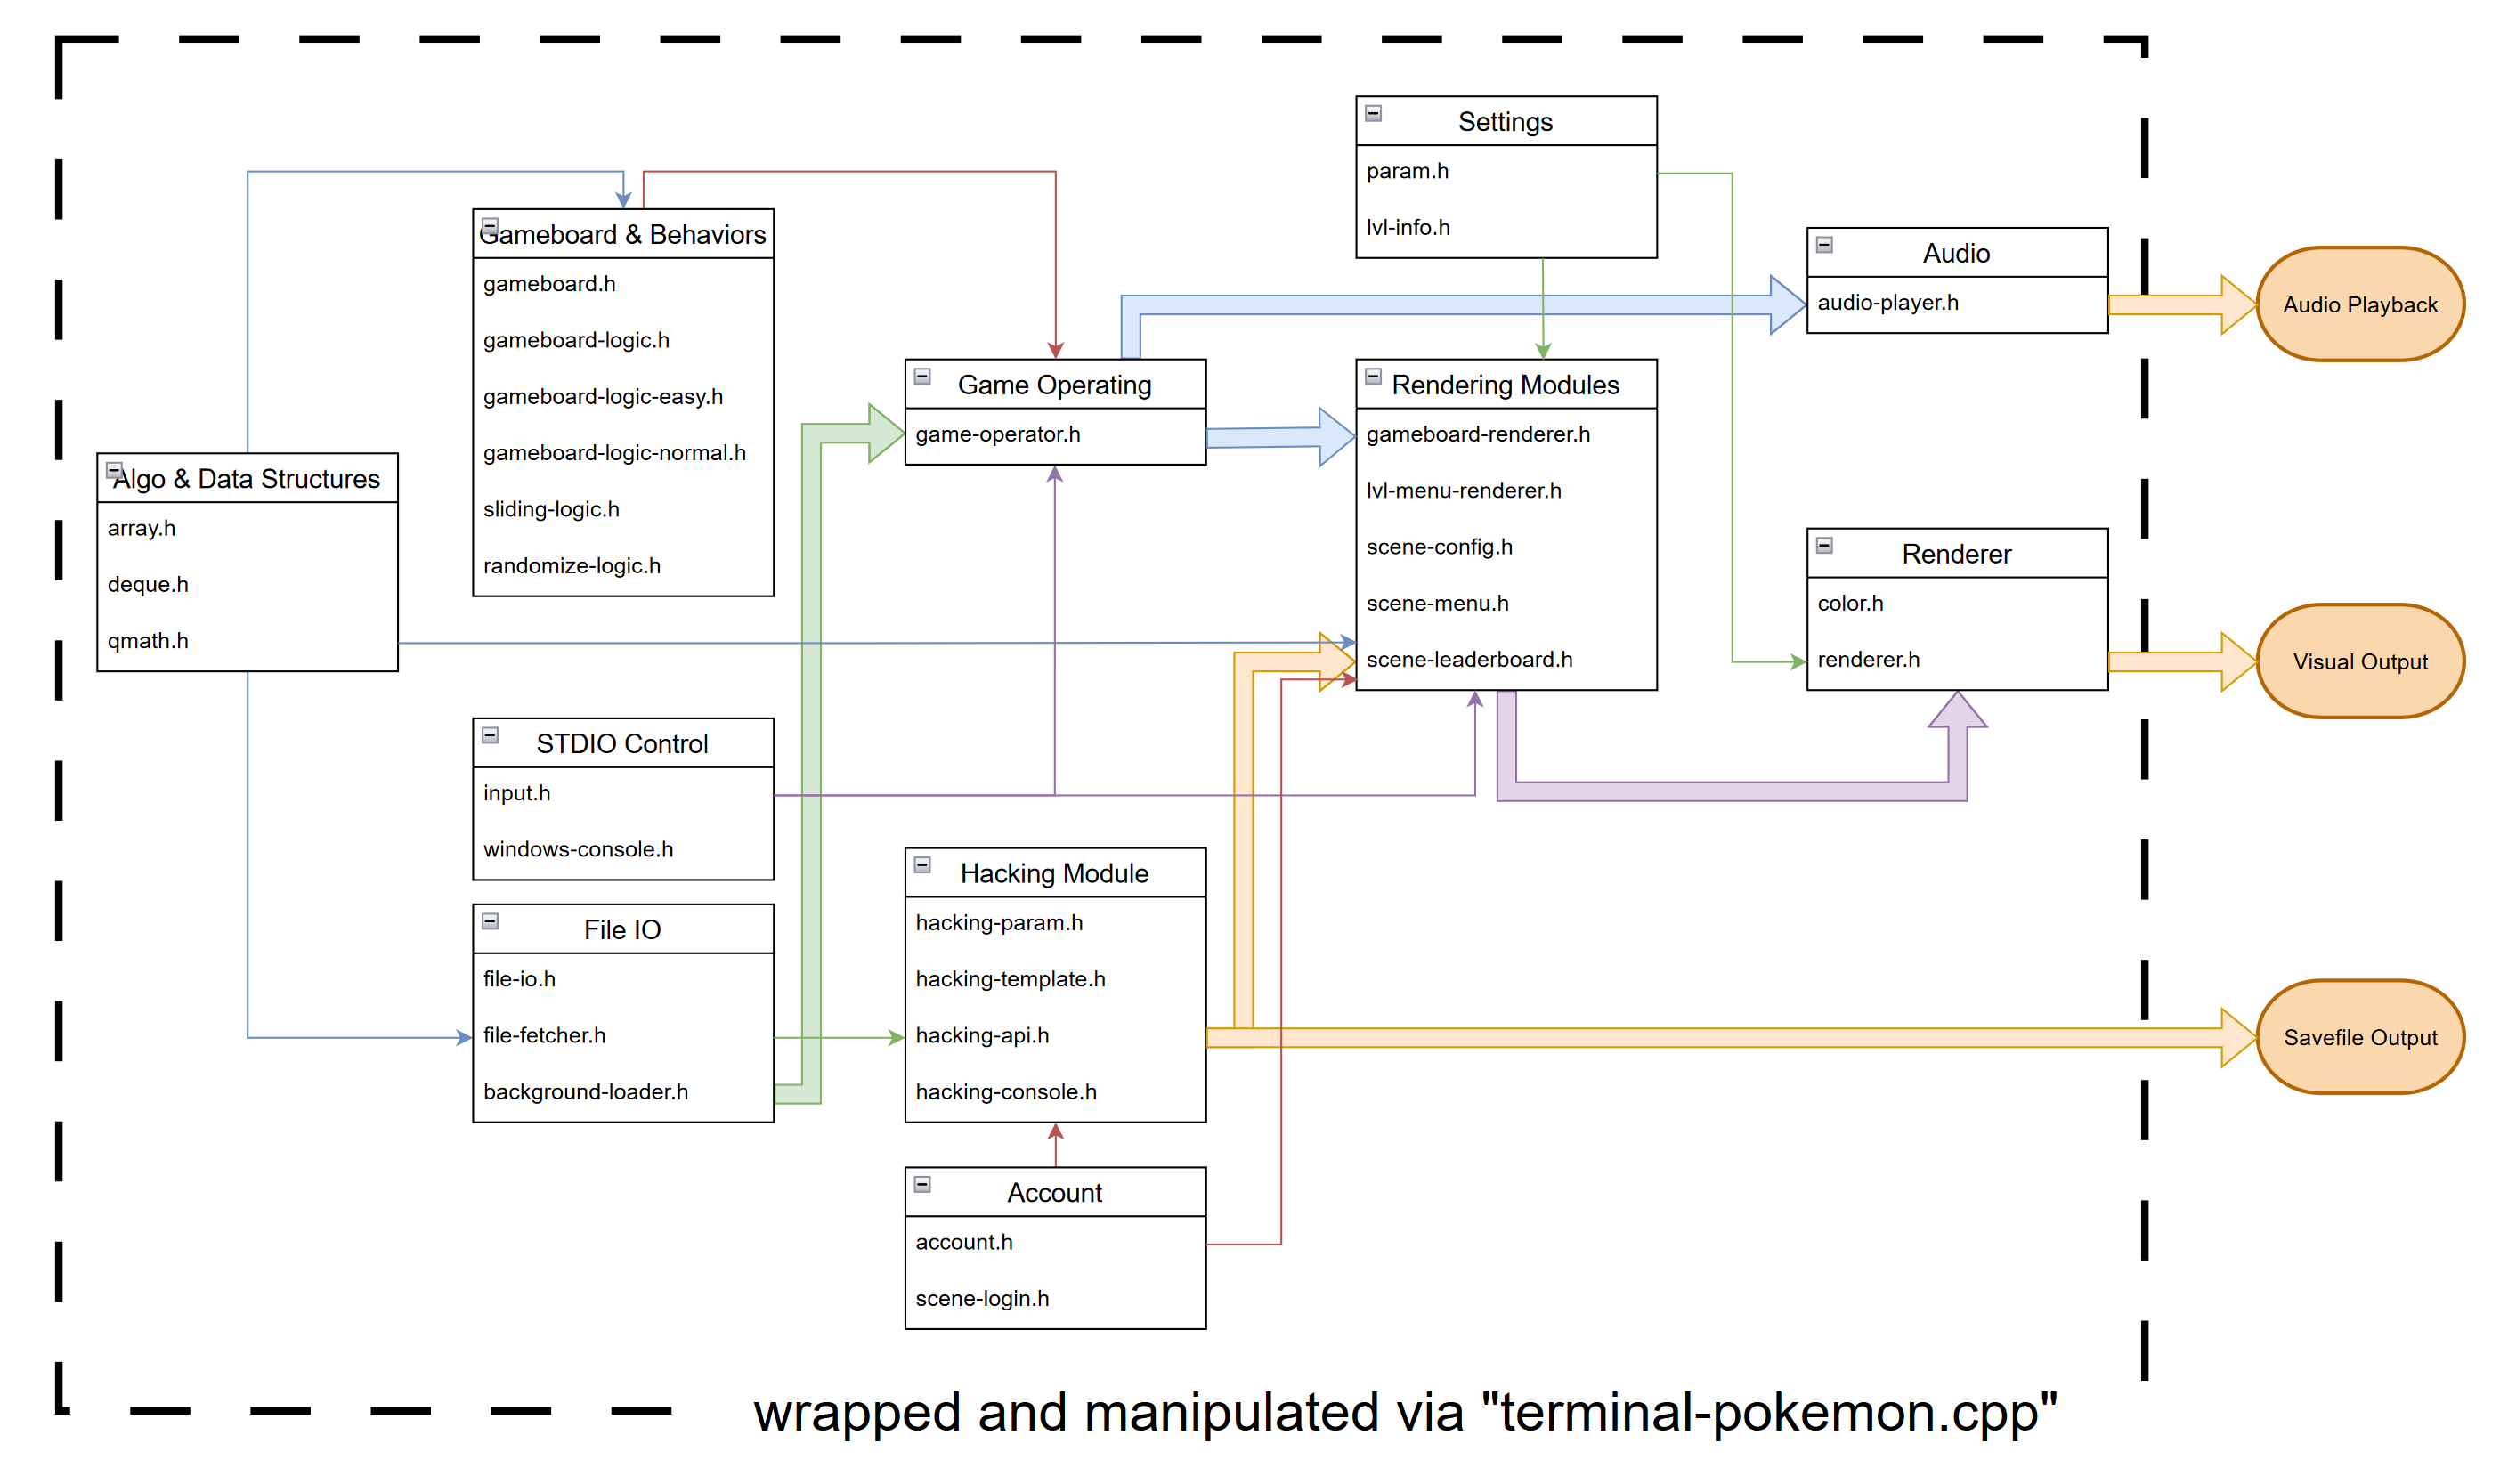 Settings
param.h
lvl-info.h
Gameboard & Behaviors
gameboard.h
gameboard-logic.h
gameboard-logic-easy.h
gameboard-logic-normal.h
sliding-logic.h
randomize-logic.h
Audio
audio-player.h
Audio Playback
Game Operating
game-operator.h
Rendering Modules
gameboard-renderer.h
lvl-menu-renderer.h
scene-config.h
scene-menu.h
scene-leaderboard.h
Algo & Data Structures
array.h
deque.h
qmath.h
Renderer
color.h
renderer.h
Visual Output
STDIO Control
input.h
windows-console.h
Hacking Module
hacking-param.h
hacking-template.h
hacking-api.h
hacking-console.h
File IO
file-io.h
file-fetcher.h
background-loader.h
Savefile Output
Account
account.h
scene-login.h
wrapped and manipulated via "terminal-pokemon.cpp"